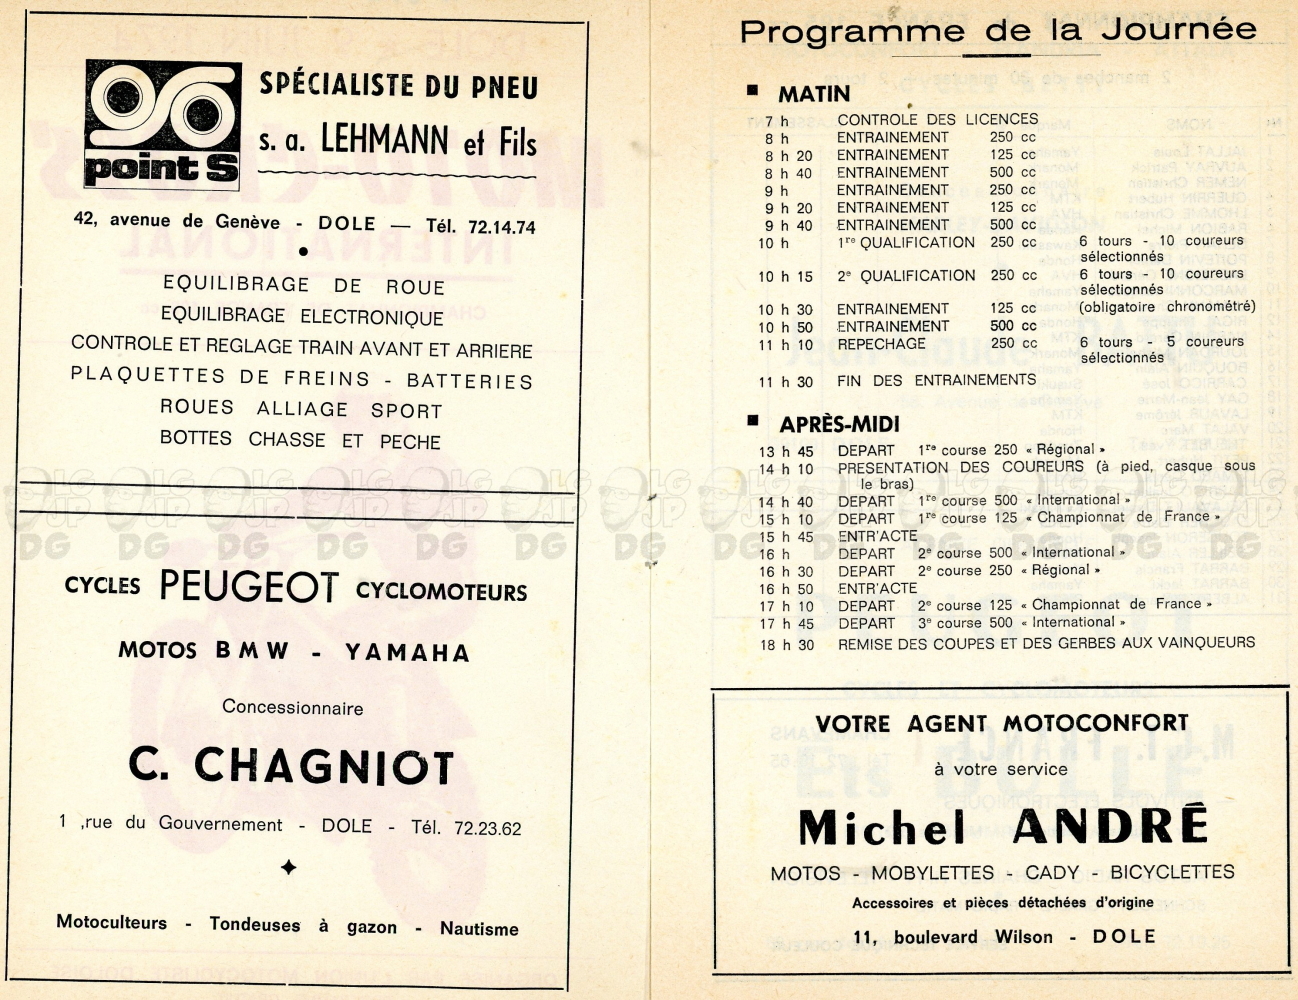 SPÉCIALISTE DU PNEU
s. a. LEHMANN et Fils
point S
42, avenue de Genève - DOLE — Tél. 72.14.74
EQUILIBRAGE DE ROUE
EQUILIBRAGE ELECTRONIQUE
CONTROLE ET REGLAGE TRAIN AVANT ET ARRIERE
PLAQUETTES DE FREINS - BATTERIES
ROUES ALLIAGE SPORT
BOTTES CHASSE ET PECHE
CYCLES PEUGEOT CYCLOMOTEURS
MOTOS BMW - YAMAHA
Concessionnaire
C. CHAGNIOT
1 ,rue du Gouvernement - DOLE - Tél. 72.23.62
Motoculteurs - Tondeuses à gazon - Nautisme
Programme de la Journée
■ MATIN
7 h CONTROLE DES LICENCES
8 h ENTRAINEMENT 250 cc
8 h 20 ENTRAINEMENT 125 cc
8 h 40 ENTRAINEMENT 500 cc
9 h ENTRAINEMENT 250 cc
9 h 20 ENTRAINEMENT 125 cc
9 h 40 ENTRAINEMENT 500 cc
10 h 1re QUALIFICATION 250 cc 6 tours - 10 coureurs
sélectionnés
10 h 15 2e QUALIFICATION 250 cc 6 tours - 10 coureurs
sélectionnés
10 h 30 ENTRAINEMENT 125 cc (obligatoire chronométré)
10 h 50 ENTRAINEMENT 500 cc
11 h 10 REPECHAGE 250 cc 6 tours - 5 coureurs
sélectionnés
11 h 30 FIN DES ENTRAINEMENTS
■ APRÈS-MIDI
13 h 45 DEPART 1re course 250 « Régional »
14 h 10 PRESENTATION DES COUREURS (à pied, casque sous
le bras)
14 h 40 DEPART 1re course 500 « International »
15 h 10 DEPART 1re course 125 « Championnat de France »
15 h 45 ENTR'ACTE
16 h DEPART 2e course 500 « International »
16 h 30 DEPART 2e course 250 « Régional »
16 h 50 ENTR'ACTE
17 h 10 DEPART 2e course 125 « Championnat de France »
17 h 45 DEPART 3e course 500 « International »
18 h 30 REMISE DES COUPES ET DES GERBES AUX VAINQUEURS
VOTRE AGENT MOTOCONFORT
à votre service
Michel ANDRÉ
MOTOS - MOBYLETTES - CADY - BICYCLETTES
Accessoires et pièces détachées d'origine
11, boulevard Wilson - DOLE